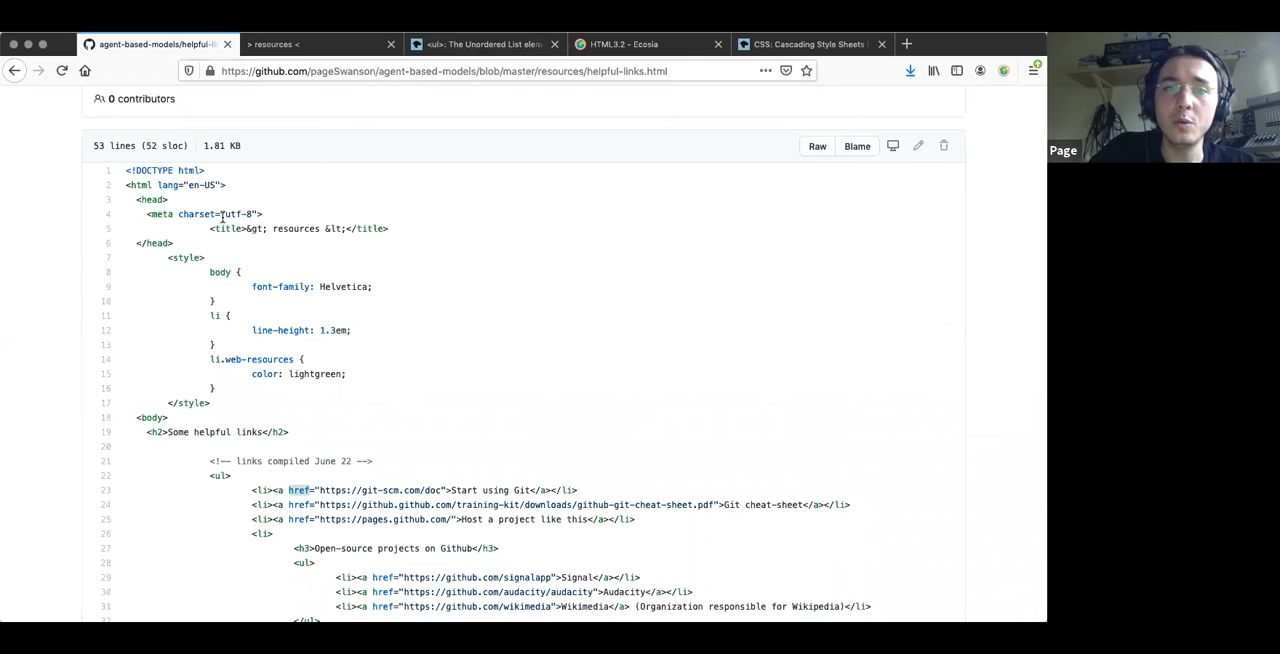 agent-based-models/helpful-li
> resources <
<ul>: The Unordered List elem
HTML3.2 - Ecosia
CSS: Cascading Style Sheets |
https://github.com/pageSwanson/agent-based-models/blob/master/resources/helpful-links.html
0 contributors
53 lines (52 sloc) 1.81 KB
Raw Blame
1 <!DOCTYPE html>
2 <html lang="en-US">
3 <head>
4 <meta charset="utf-8">
5 <title>&gt; resources &lt;</title>
6 </head>
7 <style>
8 body {
9 font-family: Helvetica;
10 }
11 li {
12 line-height: 1.3em;
13 }
14 li.web-resources {
15 color: lightgreen;
16 }
17 </style>
18 <body>
19 <h2>Some helpful links</h2>
20
21 <!-- links compiled June 22 -->
22 <ul>
23 <li><a href="https://git-scm.com/doc">Start using Git</a></li>
24 <li><a href="https://github.github.com/training-kit/downloads/github-git-cheat-sheet.pdf">Git cheat-sheet</a></li>
25 <li><a href="https://pages.github.com/">Host a project like this</a></li>
26 <li>
27 <h3>Open-source projects on Github</h3>
28 <ul>
29 <li><a href="https://github.com/signalapp">Signal</a></li>
30 <li><a href="https://github.com/audacity/audacity">Audacity</a></li>
31 <li><a href="https://github.com/wikimedia">Wikimedia</a> (Organization responsible for Wikipedia)</li>
32 </ul>
Page